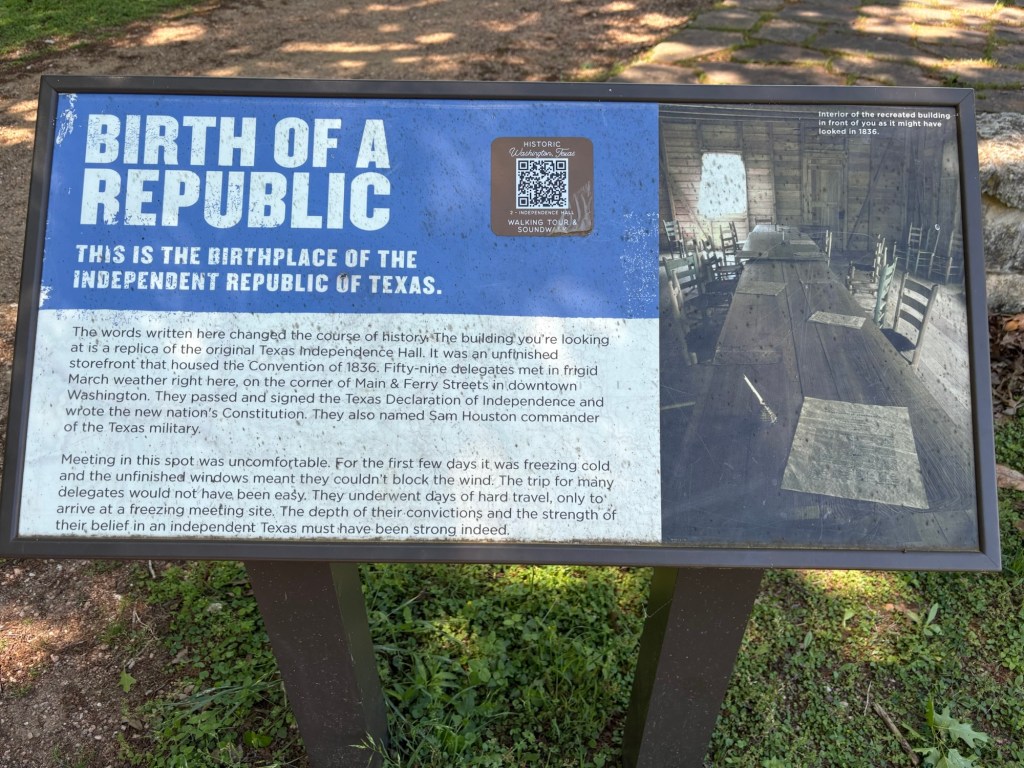 BIRTH OF A
REPUBLIC
THIS IS THE BIRTHPLACE OF THE
INDEPENDENT REPUBLIC OF TEXAS.
HISTORIC
Washington, Texas
2 - INDEPENDENCE HALL
WALKING TOUR &
SOUNDWALK
The words written here changed the course of history. The building you're looking
at is a replica of the original Texas Independence Hall. It was an unfinished
storefront that housed the Convention of 1836. Fifty-nine delegates met in frigid
March weather right here, on the corner of Main & Ferry Streets in downtown
Washington. They passed and signed the Texas Declaration of Independence and
wrote the new nation's Constitution. They also named Sam Houston commander
of the Texas military.
Meeting in this spot was uncomfortable. For the first few days it was freezing cold
and the unfinished windows meant they couldn't block the wind. The trip for many
delegates would not have been easy. They underwent days of hard travel, only to
arrive at a freezing meeting site. The depth of their convictions and the strength of
their belief in an independent Texas must have been strong indeed.
Interior of the recreated building
in front of you as it might have
looked in 1836.